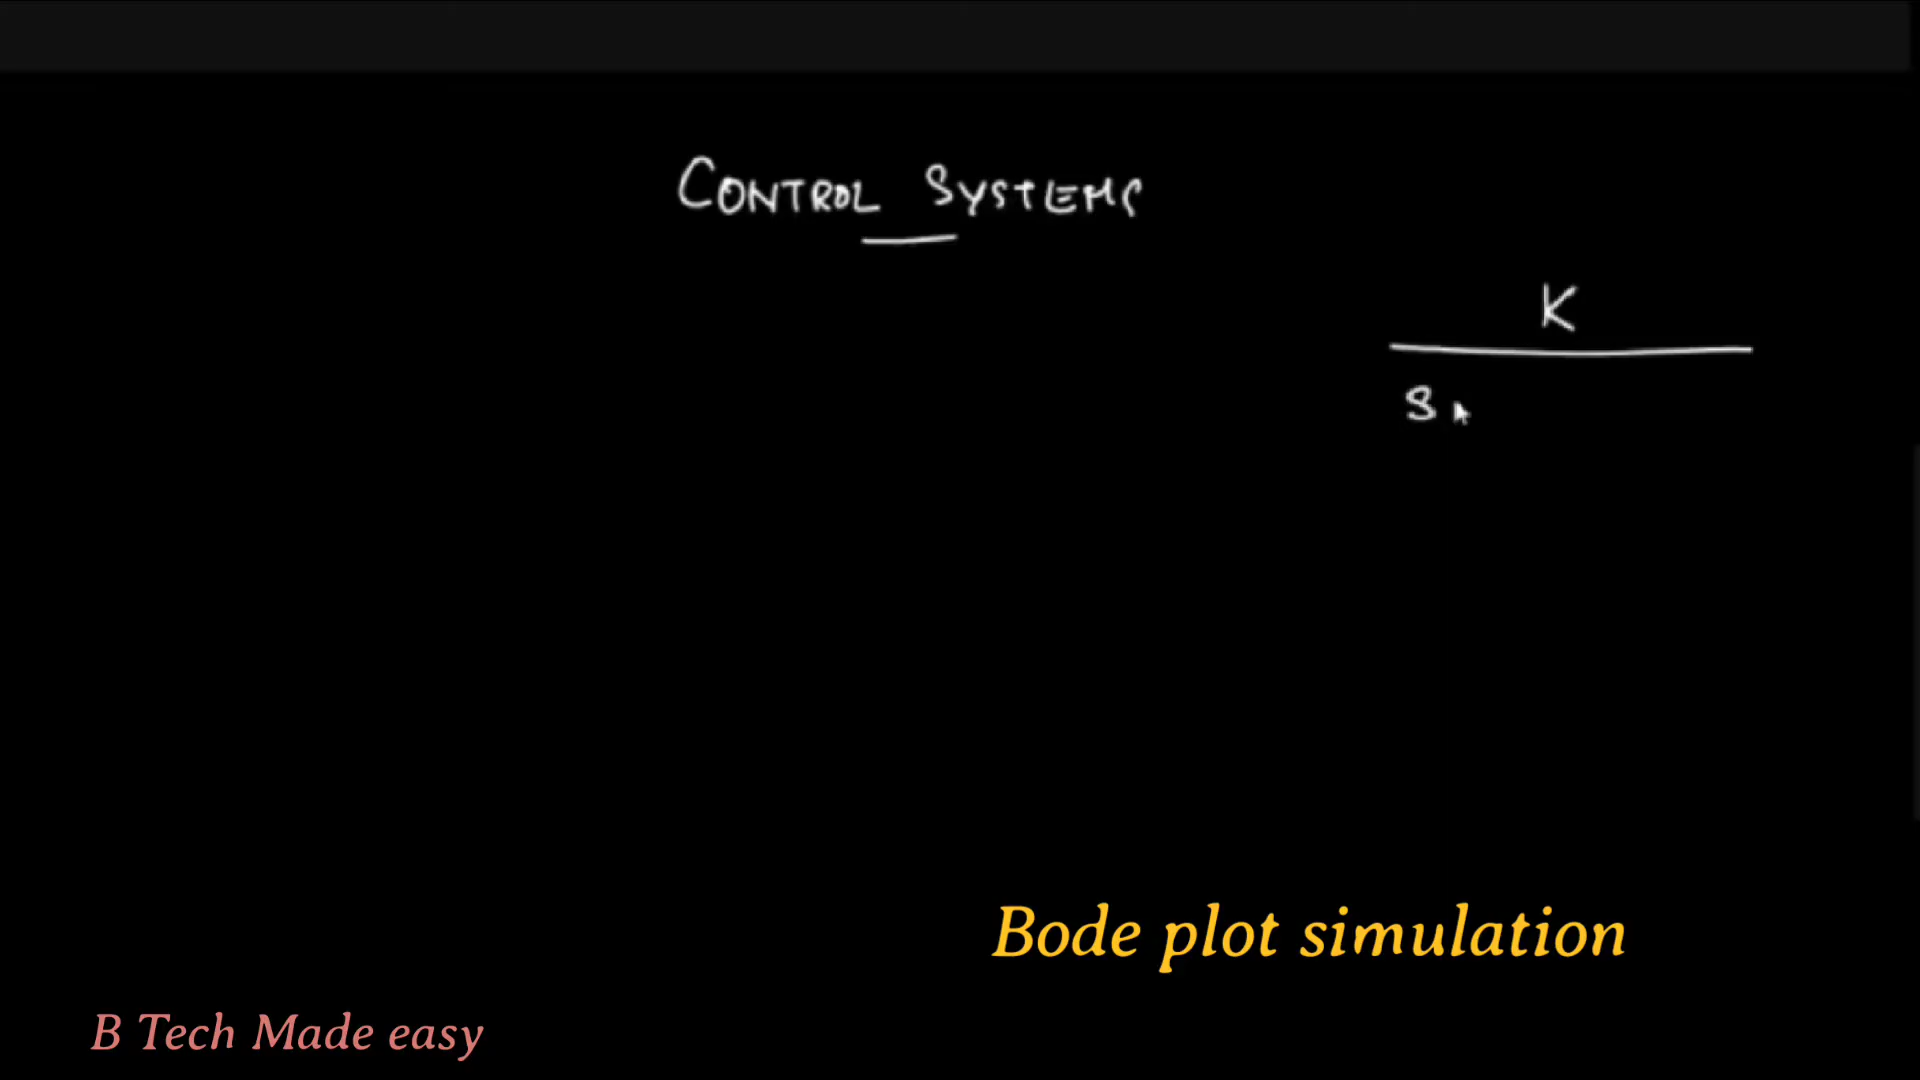 CONTROL SYSTEMS
K
s
Bode plot simulation
B Tech Made easy